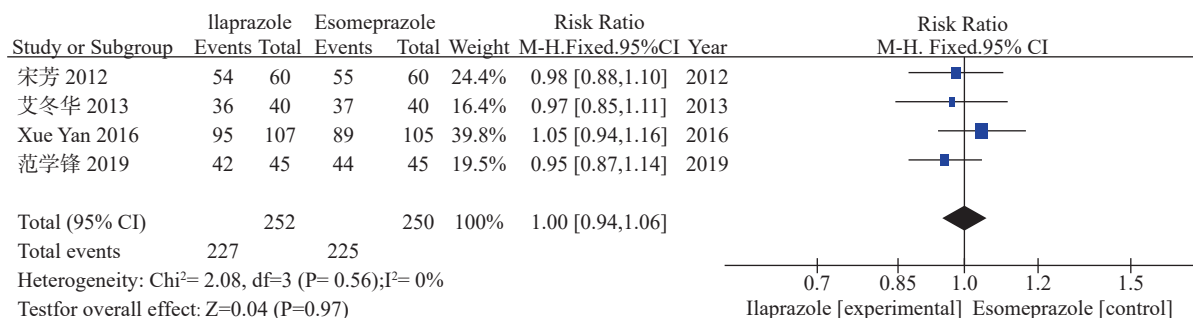 llaprazole Esomeprazole Risk Ratio Risk Ratio
Study or Subgroup Events Total Events Total Weight M-H.Fixed.95%CI Year M-H. Fixed.95% CI
宋芳 2012 54 60 55 60 24.4% 0.98 [0.88,1.10] 2012
艾冬华 2013 36 40 37 40 16.4% 0.97 [0.85,1.11] 2013
Xue Yan 2016 95 107 89 105 39.8% 1.05 [0.94,1.16] 2016
范学锋 2019 42 45 44 45 19.5% 0.95 [0.87,1.14] 2019
Total (95% CI) 252 250 100% 1.00 [0.94,1.06]
Total events 227 225
Heterogeneity: Chi²= 2.08, df=3 (P= 0.56);I²= 0%
Testfor overall effect: Z=0.04 (P=0.97)
0.7 0.85 1.0 1.2 1.5
Ilaprazole [experimental] Esomeprazole [control]